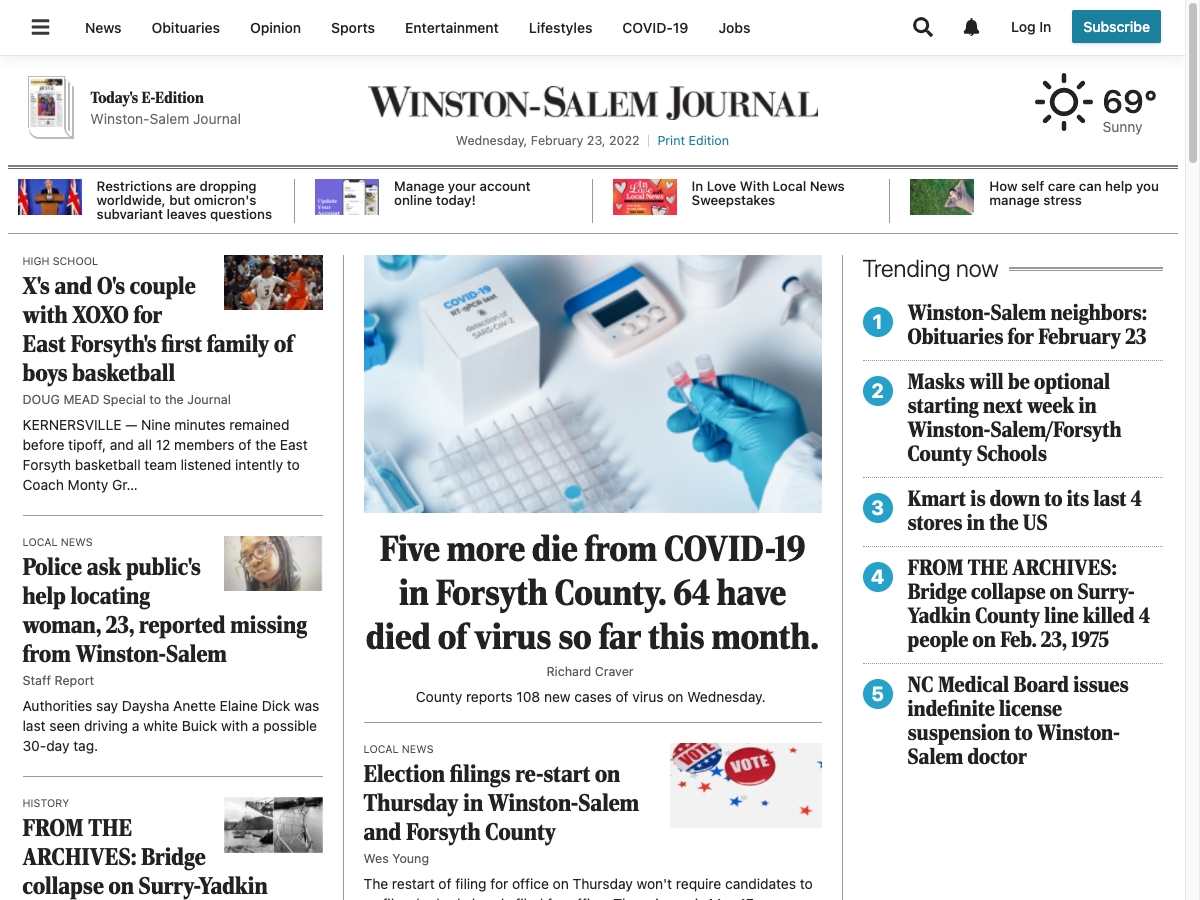 News Obituaries Opinion Sports Entertainment Lifestyles COVID-19 Jobs Log In Subscribe
Today's E-Edition
Winston-Salem Journal
WINSTON-SALEM JOURNAL
Wednesday, February 23, 2022 | Print Edition
69°
Sunny
Restrictions are dropping
worldwide, but omicron's
subvariant leaves questions
Update Your Account
Manage your account
online today!
In Love Local News
In Love With Local News
Sweepstakes
How self care can help you
manage stress
HIGH SCHOOL
X's and O's couple
with XOXO for
East Forsyth's first family of
boys basketball
DOUG MEAD Special to the Journal
KERNERSVILLE — Nine minutes remained
before tipoff, and all 12 members of the East
Forsyth basketball team listened intently to
Coach Monty Gr...
LOCAL NEWS
Police ask public's
help locating
woman, 23, reported missing
from Winston-Salem
Staff Report
Authorities say Daysha Anette Elaine Dick was
last seen driving a white Buick with a possible
30-day tag.
HISTORY
FROM THE
ARCHIVES: Bridge
collapse on Surry-Yadkin
COVID-19
RT-qPCR test
detection of
SARS-CoV-2
Five more die from COVID-19
in Forsyth County. 64 have
died of virus so far this month.
Richard Craver
County reports 108 new cases of virus on Wednesday.
LOCAL NEWS
Election filings re-start on
Thursday in Winston-Salem
and Forsyth County
Wes Young
The restart of filing for office on Thursday won't require candidates to
VOTE
VOTE
Trending now
1 Winston-Salem neighbors:
Obituaries for February 23
2 Masks will be optional
starting next week in
Winston-Salem/Forsyth
County Schools
3 Kmart is down to its last 4
stores in the US
4 FROM THE ARCHIVES:
Bridge collapse on Surry-
Yadkin County line killed 4
people on Feb. 23, 1975
5 NC Medical Board issues
indefinite license
suspension to Winston-
Salem doctor